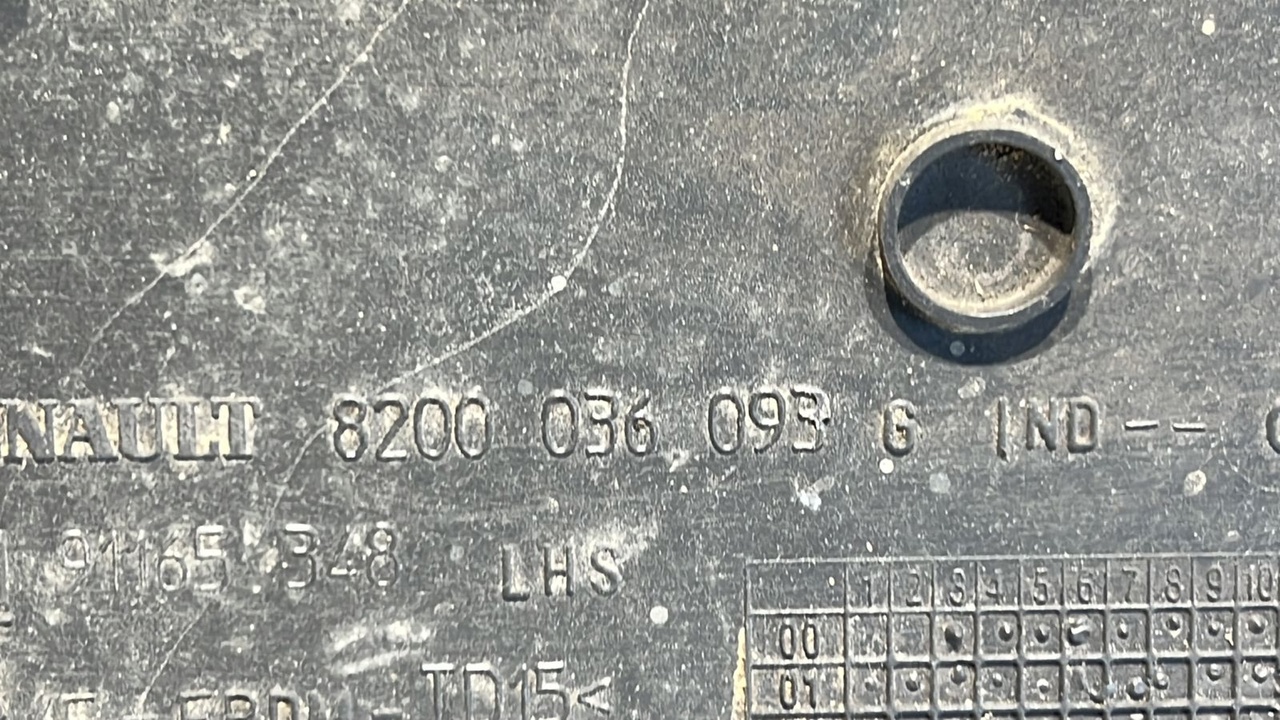 NAULT 8200 036 093 G IND--
91165 348 LHS
1 2 3 4 5 6 7 8 9 10
00
01
TD15<